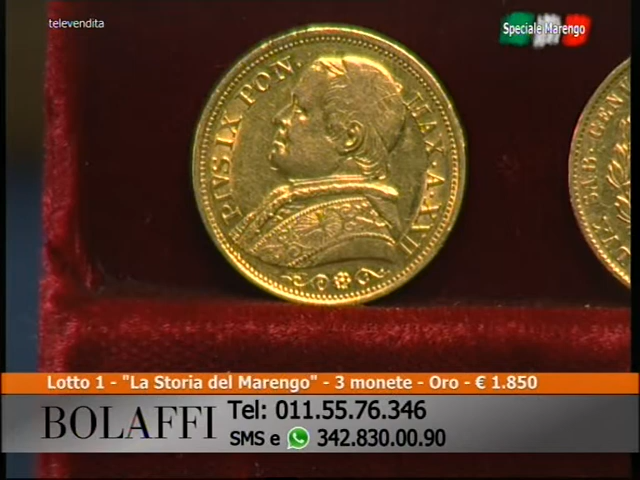 televendita
Speciale Marengo
PIVS·IX·PON. MAX·A·XXII
Lotto 1 - "La Storia del Marengo" - 3 monete - Oro - € 1.850
BOLAFFI
Tel: 011.55.76.346
SMS e 342.830.00.90